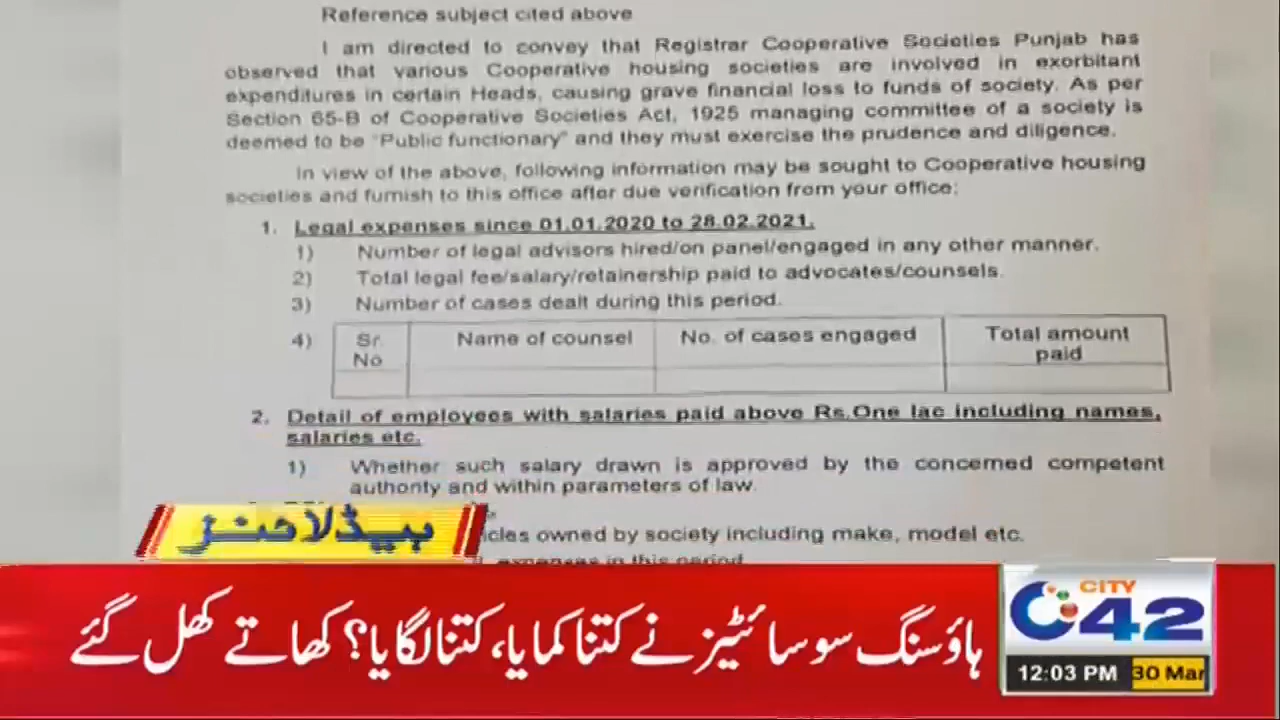 Reference subject cited above
I am directed to convey that Registrar Cooperative Societies Punjab has
observed that various Cooperative housing societies are involved in exorbitant
expenditures in certain Heads, causing grave financial loss to funds of society. As per
Section 65-B of Cooperative Societies Act, 1925 managing committee of a society is
deemed to be "Public functionary" and they must exercise the prudence and diligence.
In view of the above, following information may be sought to Cooperative housing
societies and furnish to this office after due verification from your office:
1. Legal expenses since 01.01.2020 to 28.02.2021.
1) Number of legal advisors hired/on panel/engaged in any other manner.
2) Total legal fee/salary/retainership paid to advocates/counsels.
3) Number of cases dealt during this period.
4) Sr. No Name of counsel No. of cases engaged Total amount paid
2. Detail of employees with salaries paid above Rs.One lac including names,
salaries etc.
1) Whether such salary drawn is approved by the concerned competent
authority and within parameters of law.
icles owned by society including make, model etc.
expenses in this period
ہیڈلائنز
ہاؤسنگ سوسائٹیز نے کتنا کمایا، کتنا لگایا؟ کھاتے کھل گئے
CITY
42
12:03 PM 30 Mar